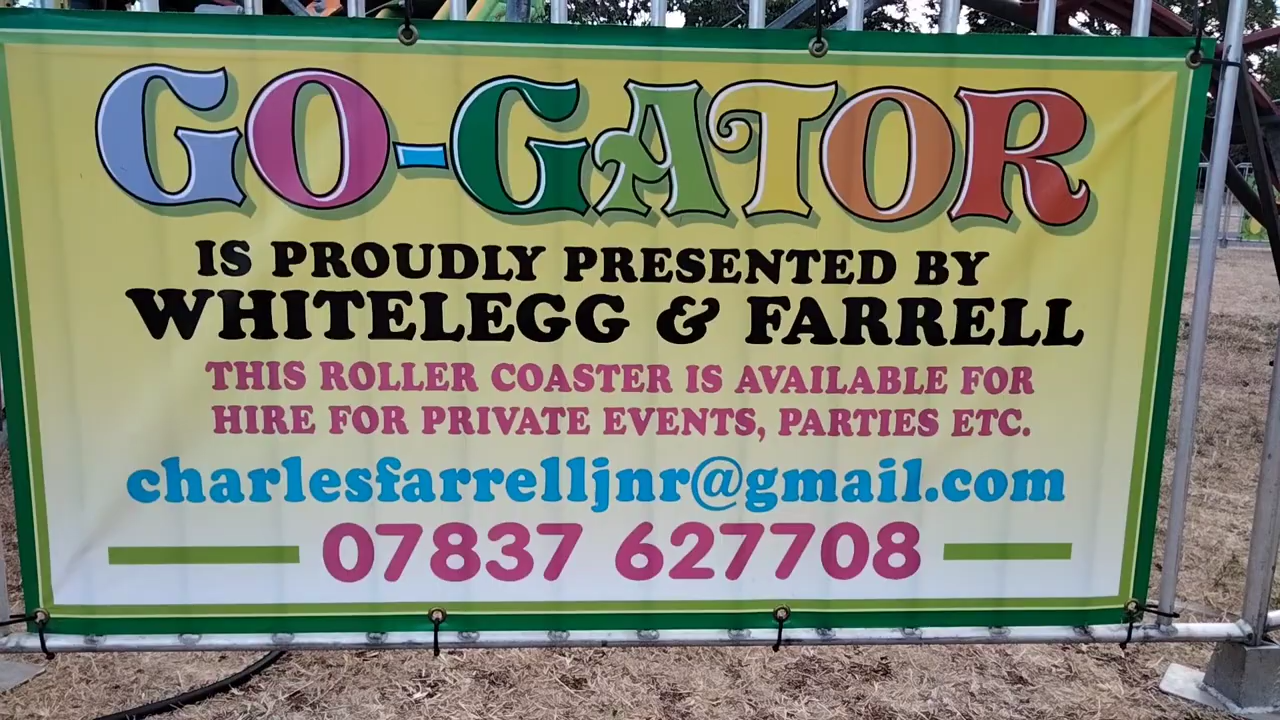 GO-GATOR
IS PROUDLY PRESENTED BY
WHITELEGG & FARRELL
THIS ROLLER COASTER IS AVAILABLE FOR
HIRE FOR PRIVATE EVENTS, PARTIES ETC.
charlesfarrelljnr@gmail.com
07837 627708